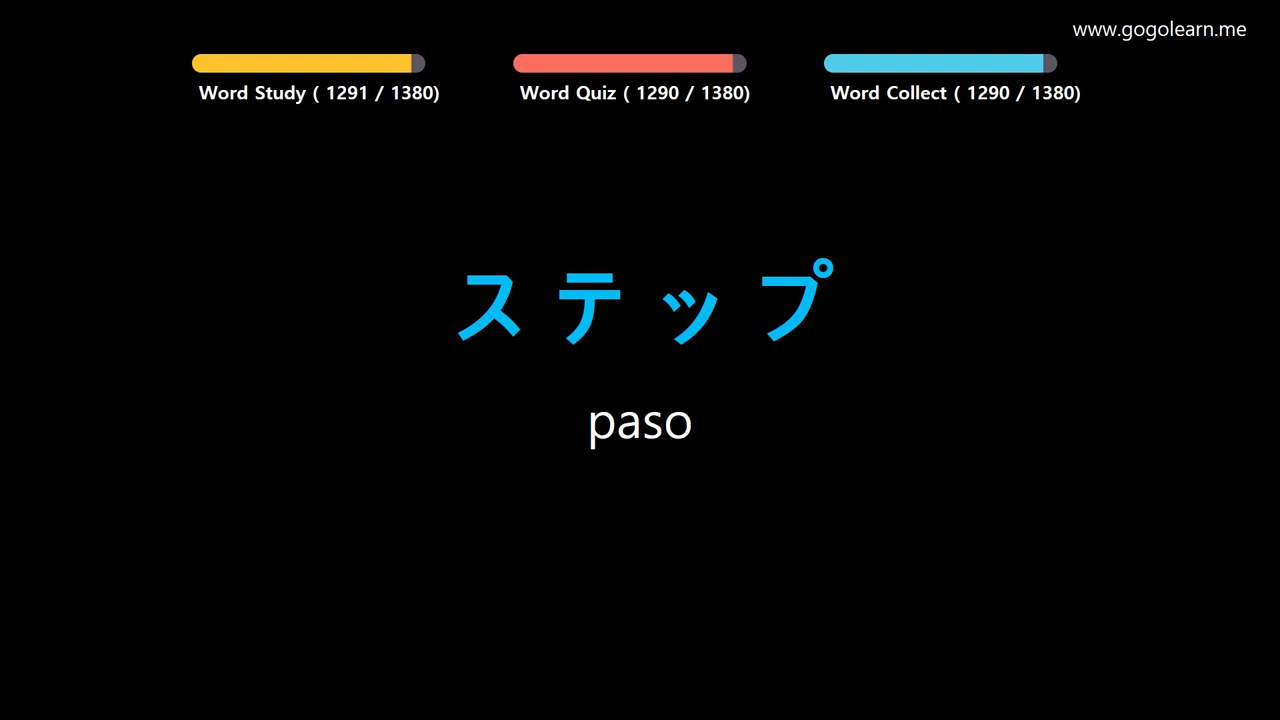 www.gogolearn.me
Word Study ( 1291 / 1380)
Word Quiz ( 1290 / 1380)
Word Collect ( 1290 / 1380)
ステップ
paso